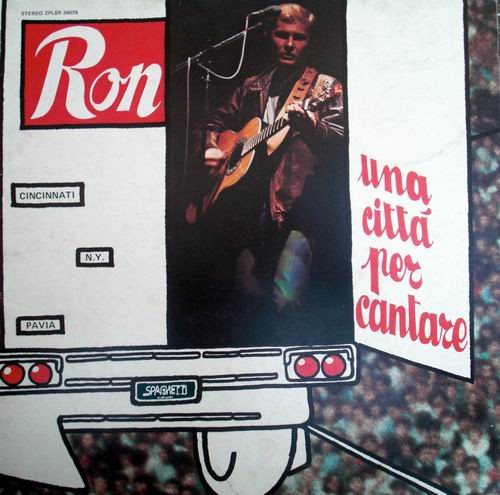 STEREO ZPLSR 34079
Ron
CINCINNATI
N.Y.
PAVIA
una
città
per
cantare
SPAGHETTI